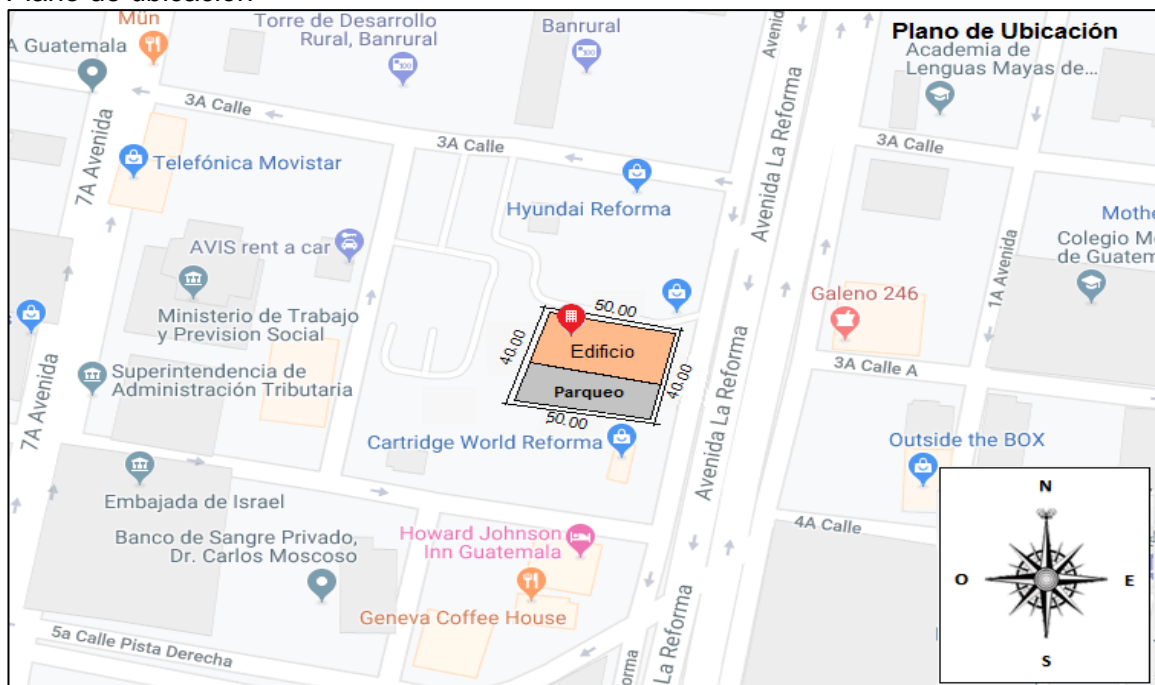 Plano de ubicación
Plano de Ubicación
Mün
Torre de Desarrollo
Rural, Banrural
Banrural
A Guatemala
Academia de
Lenguas Mayas de...
3A Calle
3A Calle
3A Calle
7A Avenida
Telefónica Movistar
Hyundai Reforma
Avenida La Reforma
1A Avenida
Mothe
Colegio M
de Guatem
AVIS rent a car
Galeno 246
Ministerio de Trabajo
y Prevision Social
50.00
40.00
Edificio
Parqueo
40.00
50.00
3A Calle A
Superintendencia de
Administración Tributaria
7A Avenida
Cartridge World Reforma
Avenida La Reforma
Outside the BOX
Embajada de Israel
4A Calle
Banco de Sangre Privado,
Dr. Carlos Moscoso
Howard Johnson
Inn Guatemala
Geneva Coffee House
5a Calle Pista Derecha
La Reforma
N
O
E
S